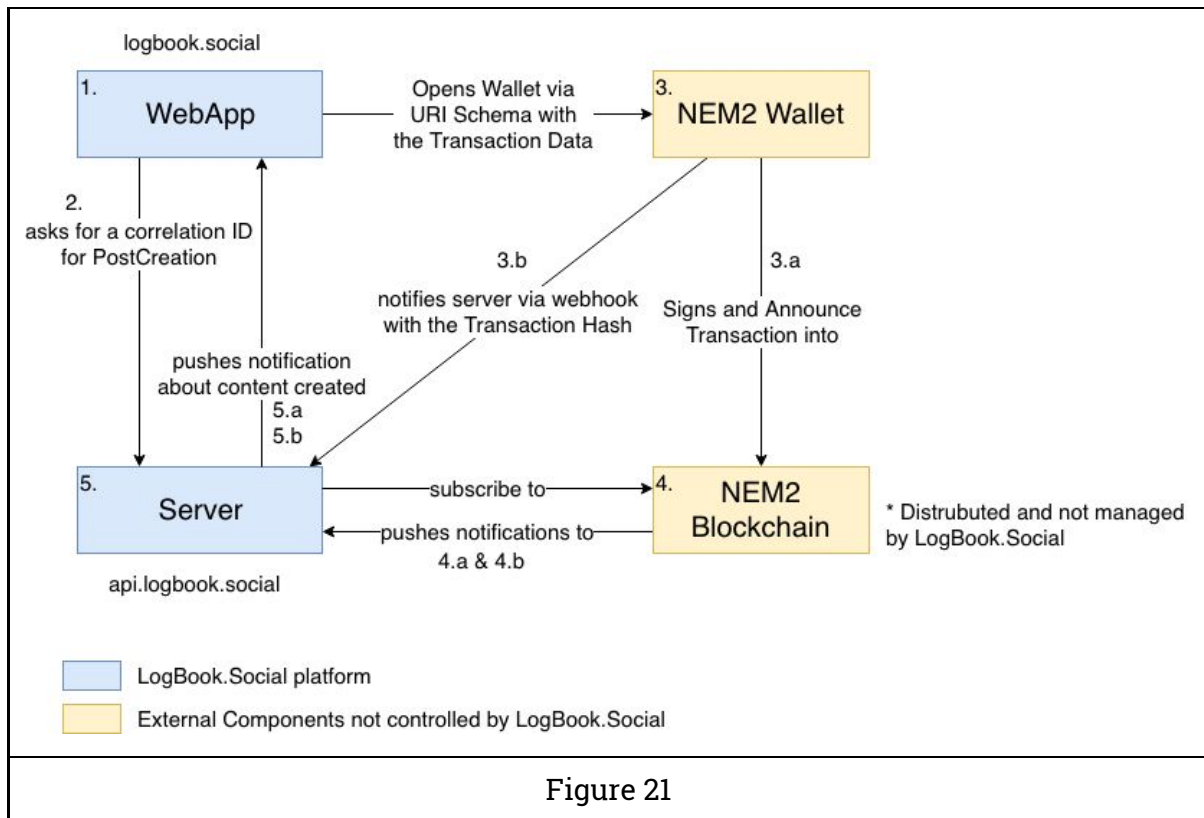 logbook.social
1.
WebApp
Opens Wallet via
URI Schema with
the Transaction Data
3.
NEM2 Wallet
2.
asks for a correlation ID
for PostCreation
3.b
notifies server via webhook
with the Transaction Hash
3.a
Signs and Announce
Transaction into
pushes notification
about content created
5.a
5.b
5.
Server
subscribe to
pushes notifications to
4.a & 4.b
4.
NEM2
Blockchain
* Distrubuted and not managed
by LogBook.Social
api.logbook.social
LogBook.Social platform
External Components not controlled by LogBook.Social
Figure 21